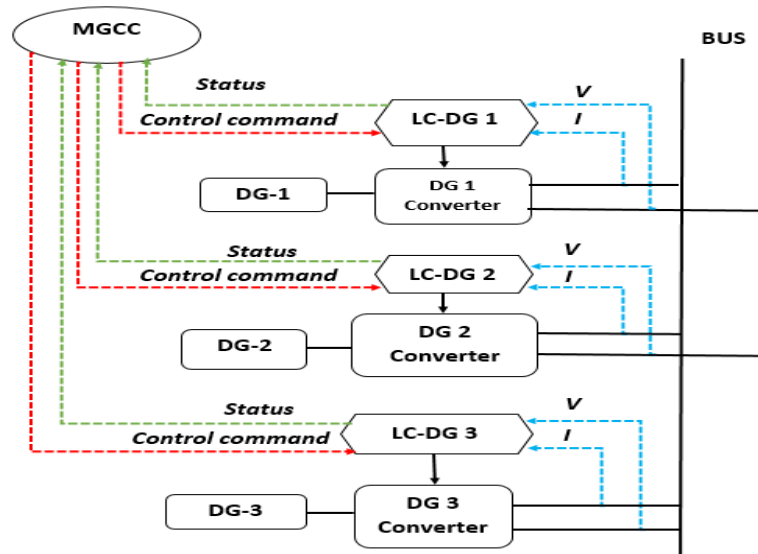 MGCC
BUS
Status
V
Control command
LC-DG 1
I
DG-1
DG 1
Converter
Status
V
Control command
LC-DG 2
I
DG-2
DG 2
Converter
Status
V
Control command
LC-DG 3
I
DG-3
DG 3
Converter